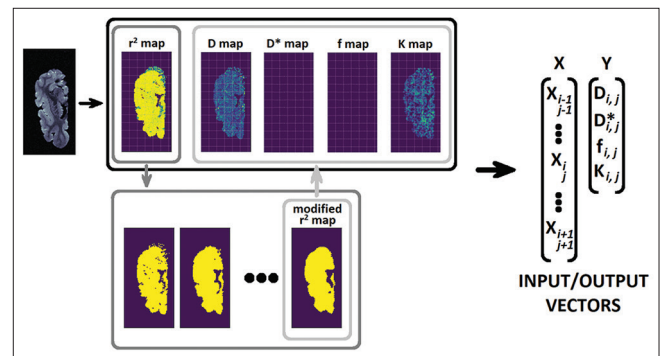 r² map
D map
D* map
f map
K map
modified
r² map
X
Y
X i-1
j-1
X i
j
X i+1
j+1
D i, j
D* i, j
f i, j
K i, j
INPUT/OUTPUT
VECTORS